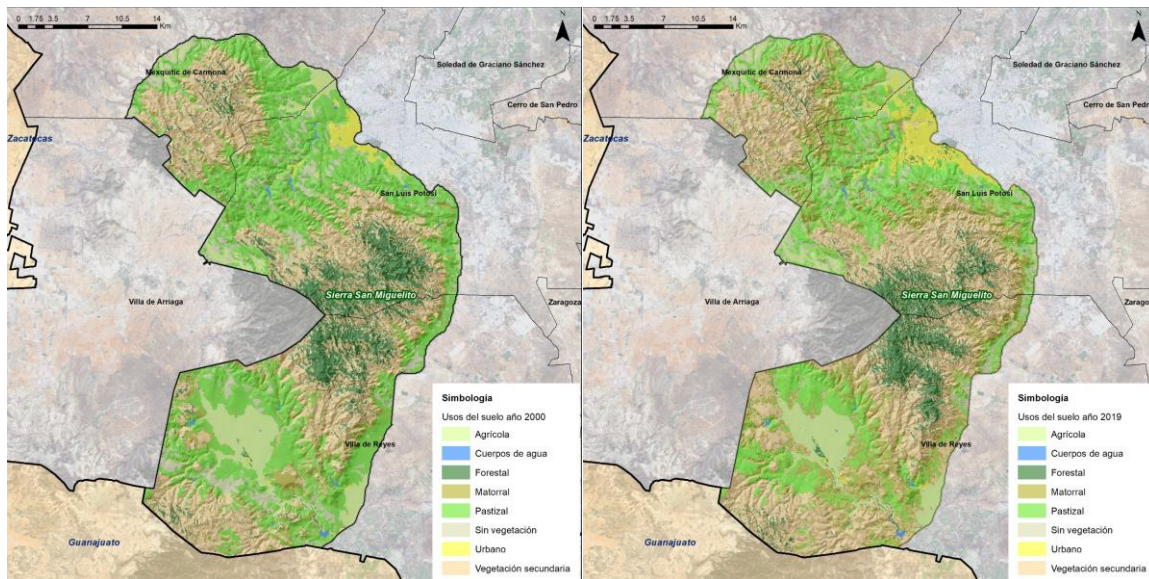 0 1.75 3.5 7 10.5 14
Km
N
Mexquitic de Carmona
Soledad de Graciano Sánchez
Cerro de San Pedro
Zacatecas
San Luis Potosí
Sierra San Miguelito
Villa de Arriaga
Zaragoza
Villa de Reyes
Guanajuato
Simbología
Usos del suelo año 2000
Agrícola
Cuerpos de agua
Forestal
Matorral
Pastizal
Sin vegetación
Urbano
Vegetación secundaria
0 1.75 3.5 7 10.5 14
Km
N
Mexquitic de Carmona
Soledad de Graciano Sánchez
Cerro de San Ped
Zacatecas
San Luis Potosí
Sierra San Miguelito
Villa de Arriaga
Zarago
Villa de Reyes
Guanajuato
Simbología
Usos del suelo año 2019
Agrícola
Cuerpos de agua
Forestal
Matorral
Pastizal
Sin vegetación
Urbano
Vegetación secundaria